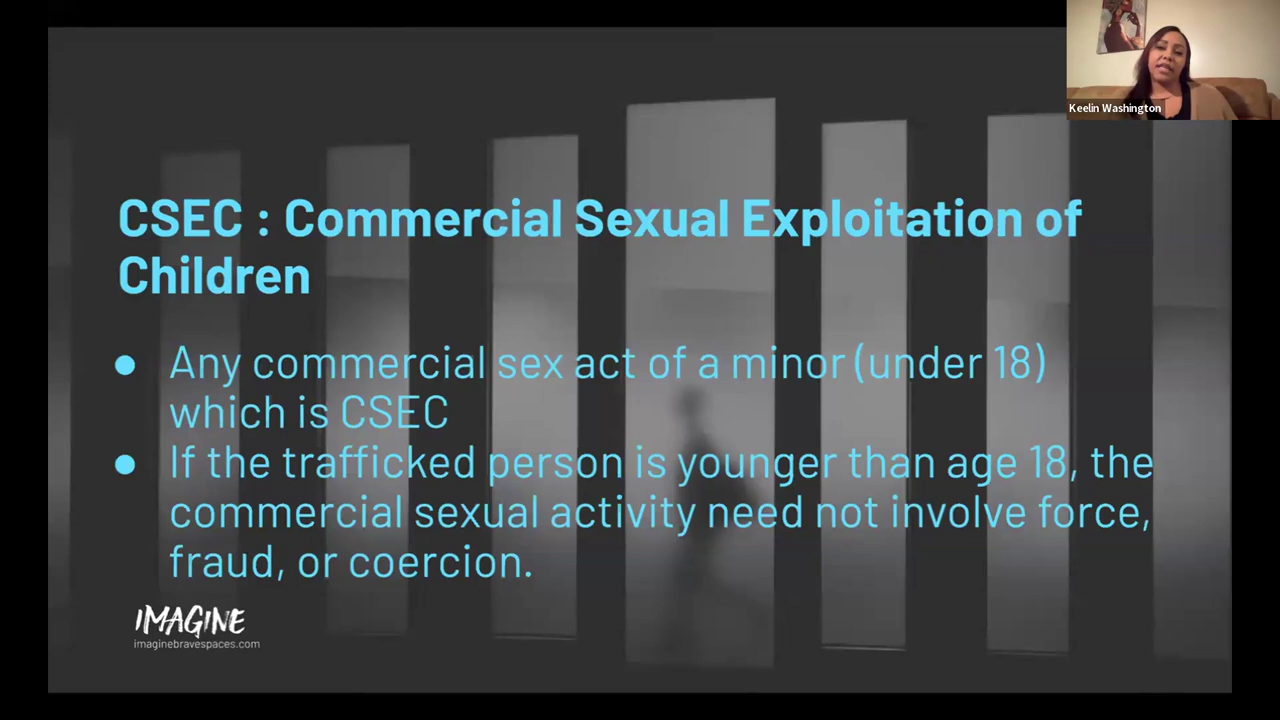 Keelin Washington
CSEC : Commercial Sexual Exploitation of
Children
● Any commercial sex act of a minor (under 18)
which is CSEC
● If the trafficked person is younger than age 18, the
commercial sexual activity need not involve force,
fraud, or coercion.
IMAGINE
imaginebravespaces.com